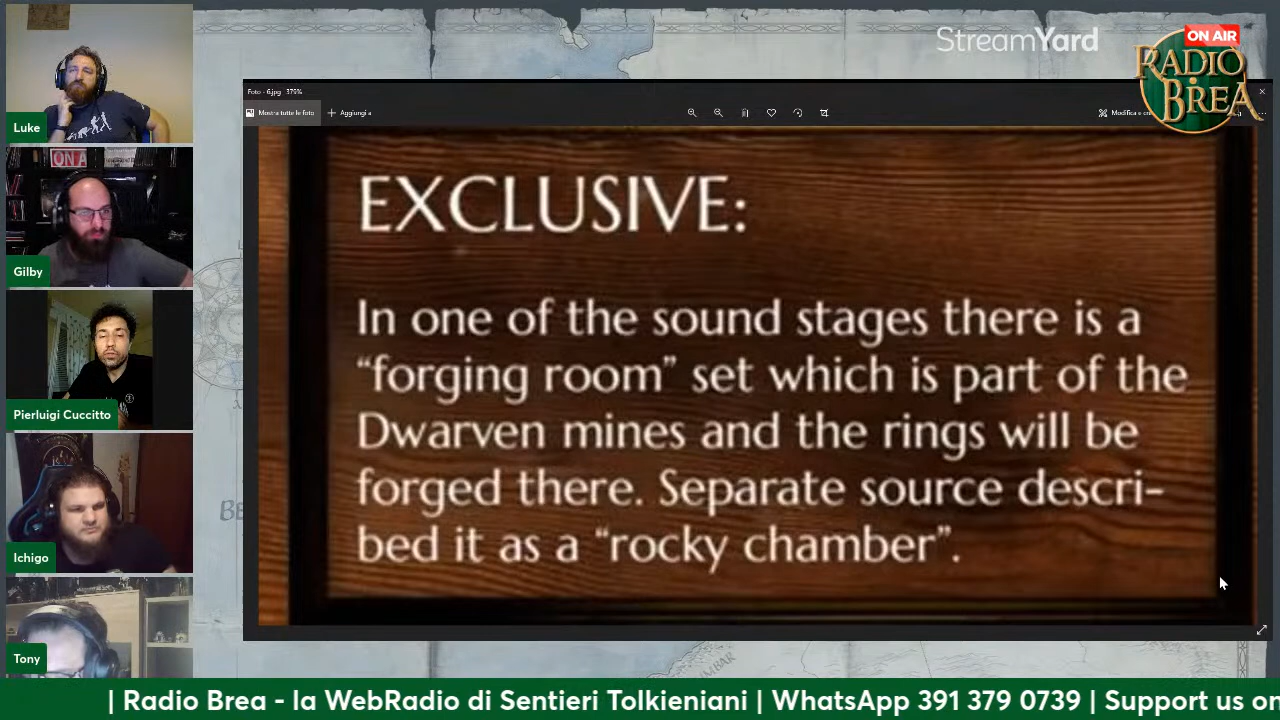 StreamYard
ON AIR
RADIO
BREA
Luke
Gilby
Pierluigi Cuccitto
Ichigo
Tony
Foto - 6.jpg 379%
Mostra tutte le foto
Aggiungi a
EXCLUSIVE:
In one of the sound stages there is a
“forging room” set which is part of the
Dwarven mines and the rings will be
forged there. Separate source descri-
bed it as a “rocky chamber”.
| Radio Brea - la WebRadio di Sentieri Tolkieniani | WhatsApp 391 379 0739 | Support us on